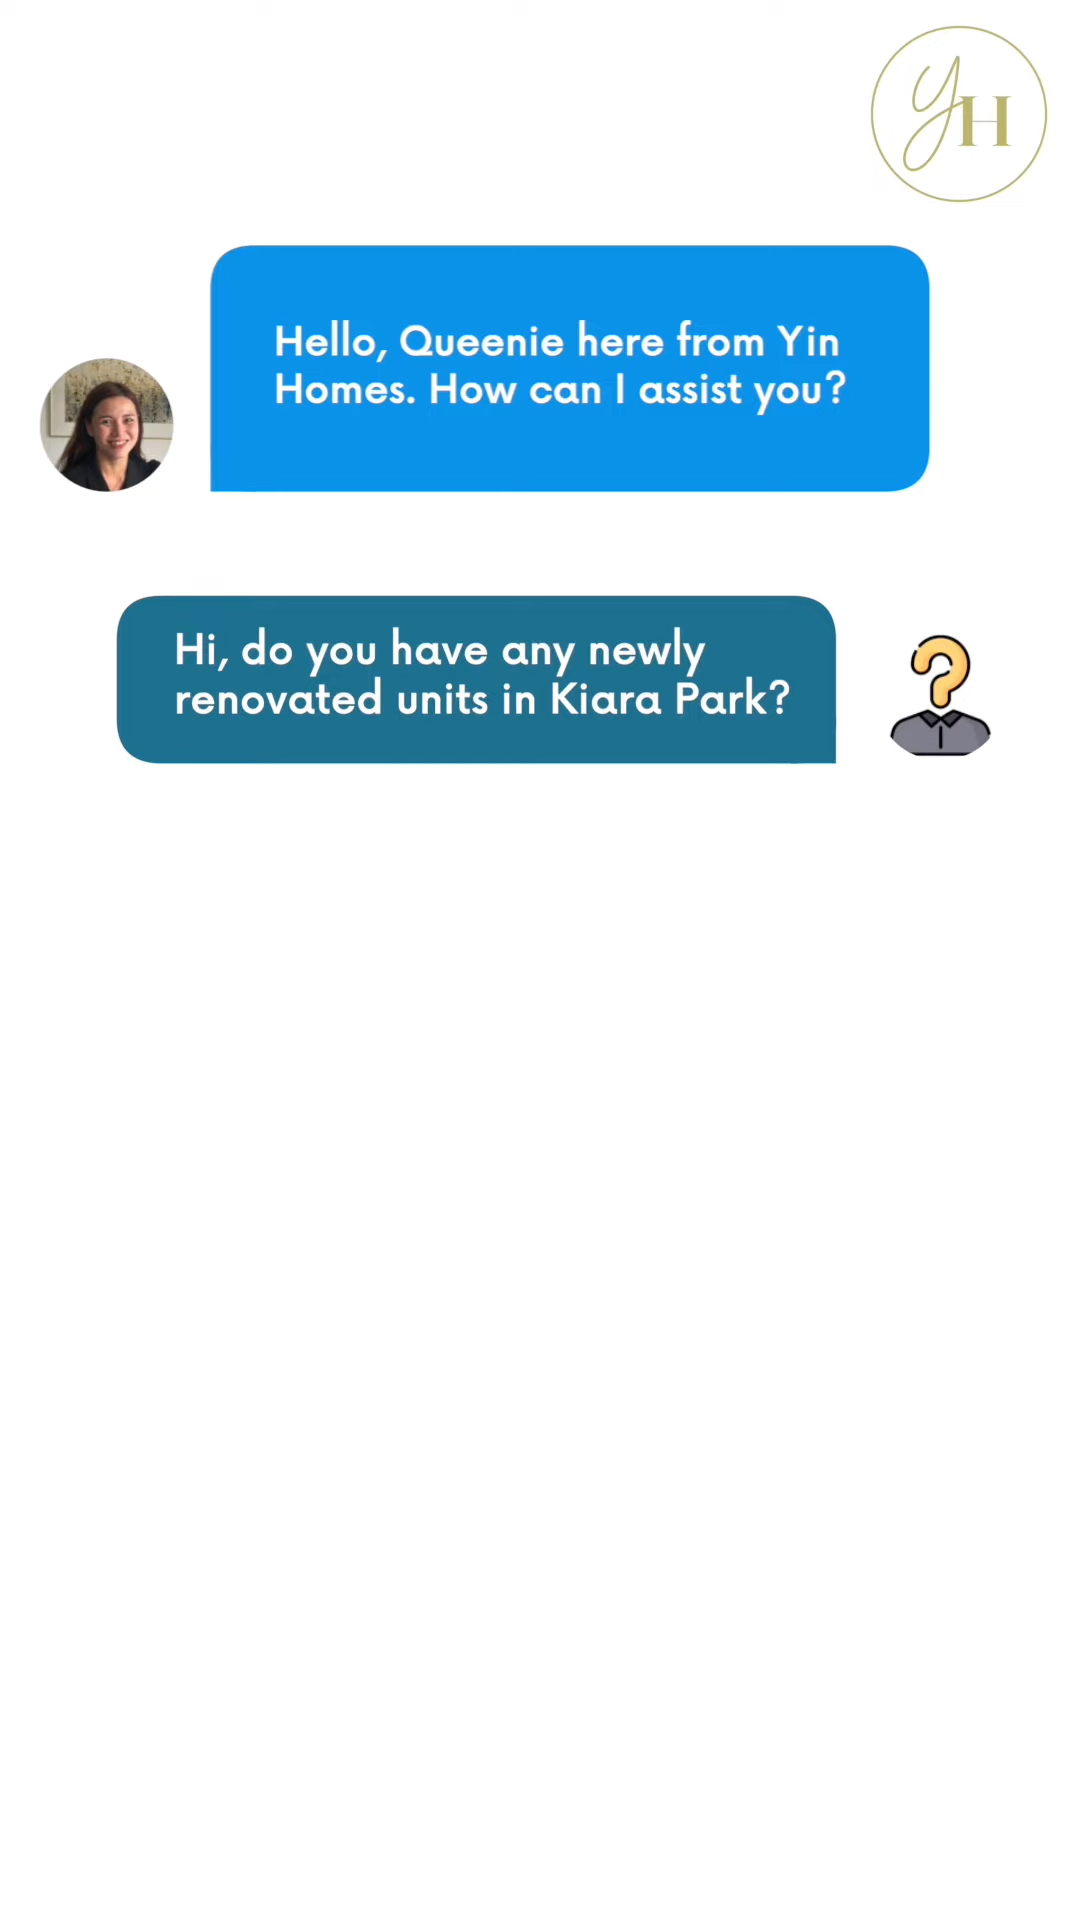 YH
Hello, Queenie here from Yin
Homes. How can I assist you?
Hi, do you have any newly
renovated units in Kiara Park?